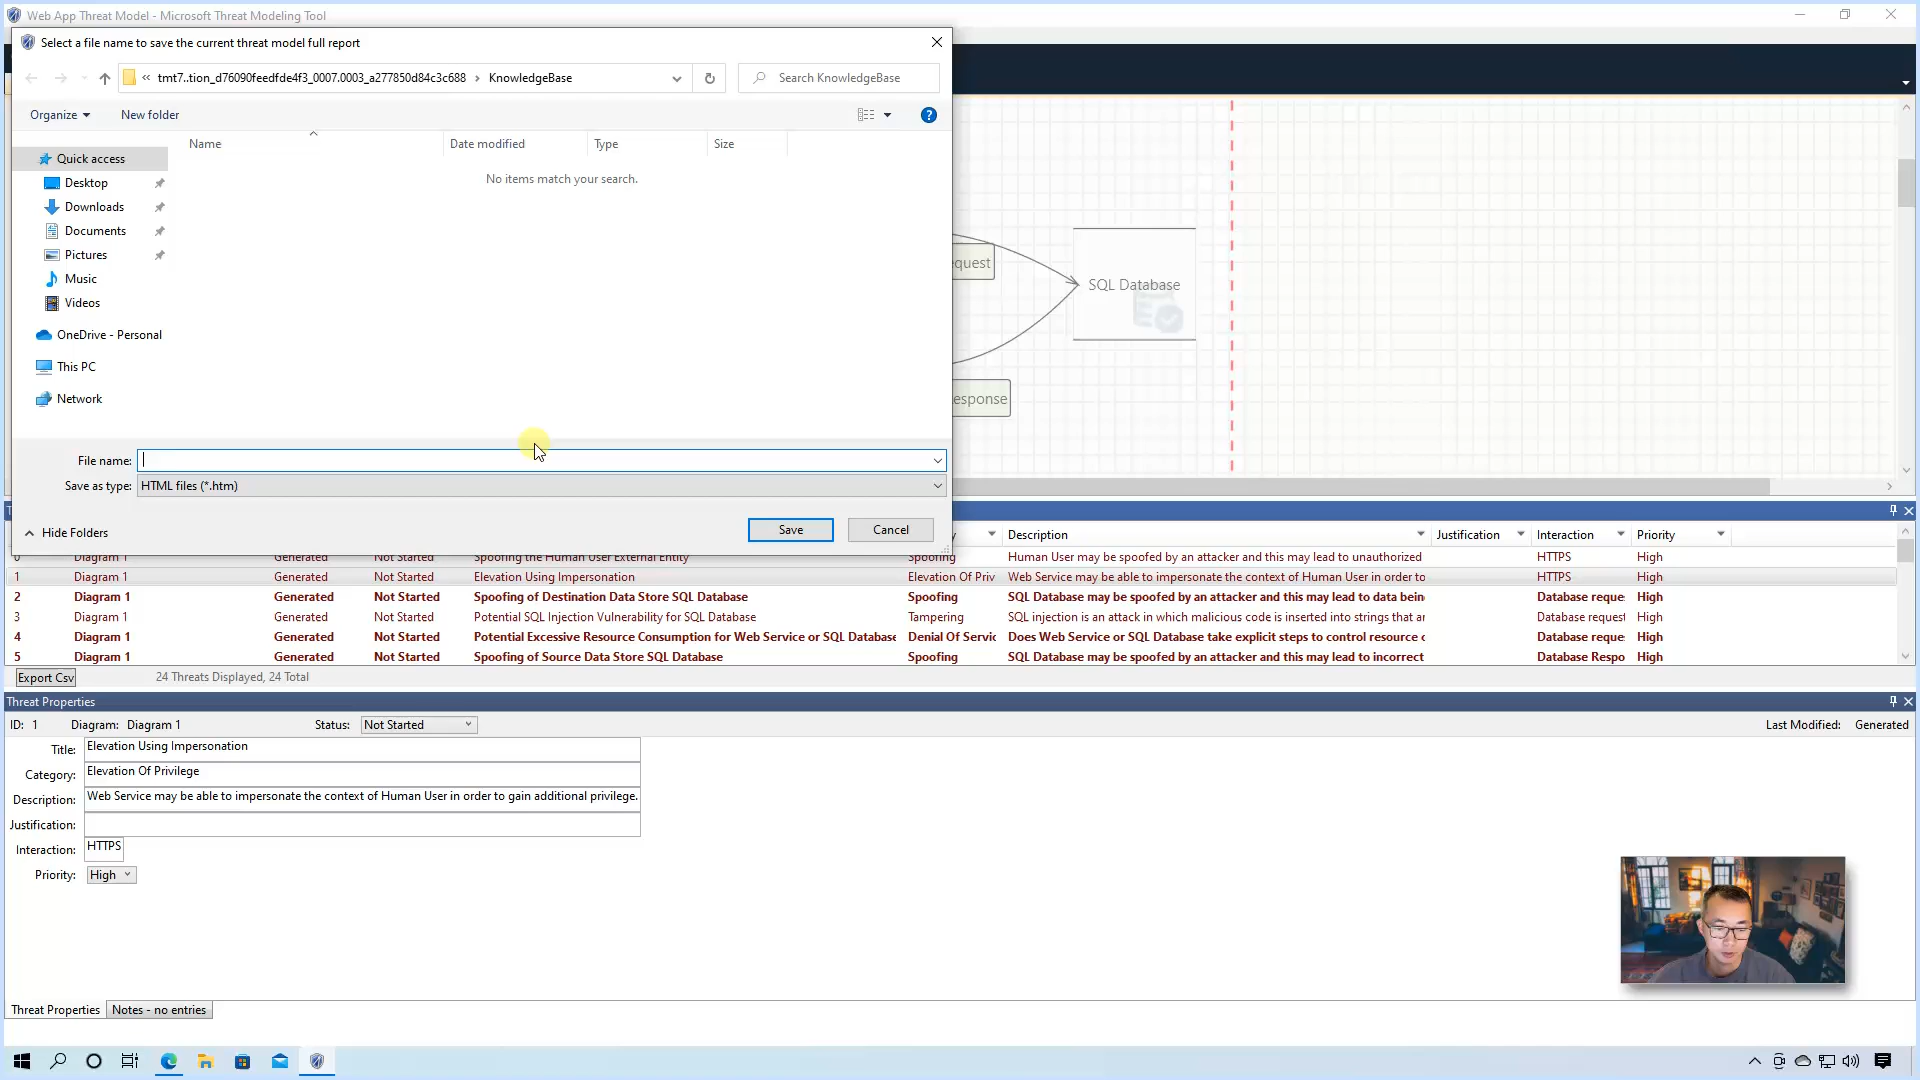 Web App Threat Model - Microsoft Threat Modeling Tool
Select a file name to save the current threat model full report
« tmt7..tion_d76090feedfde4f3_0007.0003_a277850d84c3c688 › KnowledgeBase
Search KnowledgeBase
Organize
New folder
Name
Date modified
Type
Size
No items match your search.
Quick access
Desktop
Downloads
Documents
Pictures
Music
Videos
OneDrive - Personal
This PC
Network
File name:
Save as type: HTML files (*.htm)
Hide Folders
Save
Cancel
equest
SQL Database
esponse
Description
Justification
Interaction
Priority
0 Diagram 1 Generated Not Started Spoofing the Human User External Entity Spoofing Human User may be spoofed by an attacker and this may lead to unauthorized HTTPS High
1 Diagram 1 Generated Not Started Elevation Using Impersonation Elevation Of Priv Web Service may be able to impersonate the context of Human User in order to HTTPS High
2 Diagram 1 Generated Not Started Spoofing of Destination Data Store SQL Database Spoofing SQL Database may be spoofed by an attacker and this may lead to data bein Database reque High
3 Diagram 1 Generated Not Started Potential SQL Injection Vulnerability for SQL Database Tampering SQL injection is an attack in which malicious code is inserted into strings that ar Database request High
4 Diagram 1 Generated Not Started Potential Excessive Resource Consumption for Web Service or SQL Database Denial Of Servic Does Web Service or SQL Database take explicit steps to control resource c Database reque High
5 Diagram 1 Generated Not Started Spoofing of Source Data Store SQL Database Spoofing SQL Database may be spoofed by an attacker and this may lead to incorrect Database Respo High
Export Csv
24 Threats Displayed, 24 Total
Threat Properties
ID: 1 Diagram: Diagram 1 Status: Not Started Last Modified: Generated
Title: Elevation Using Impersonation
Category: Elevation Of Privilege
Description: Web Service may be able to impersonate the context of Human User in order to gain additional privilege.
Justification:
Interaction: HTTPS
Priority: High
Threat Properties
Notes - no entries